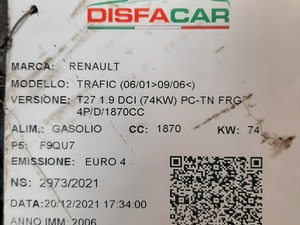 DISFACAR
MARCA: RENAULT
MODELLO: TRAFIC (06/01>09/06<)
VERSIONE: T27 1.9 DCI (74KW) PC-TN FRG
4P/D/1870CC
ALIM.: GASOLIO CC: 1870 KW: 74
P5: F9QU7
EMISSIONE: EURO 4
NS: 2973/2021
DATA:20/12/2021 17:34:00
ANNO IMM: 2006